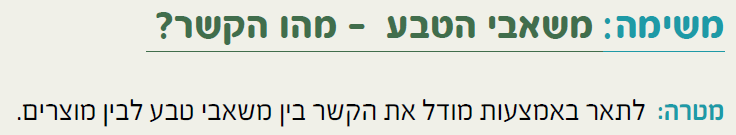 משימה: משאבי הטבע - מהו הקשר?
מטרה: לתאר באמצעות מודל את הקשר בין משאבי טבע לבין מוצרים.